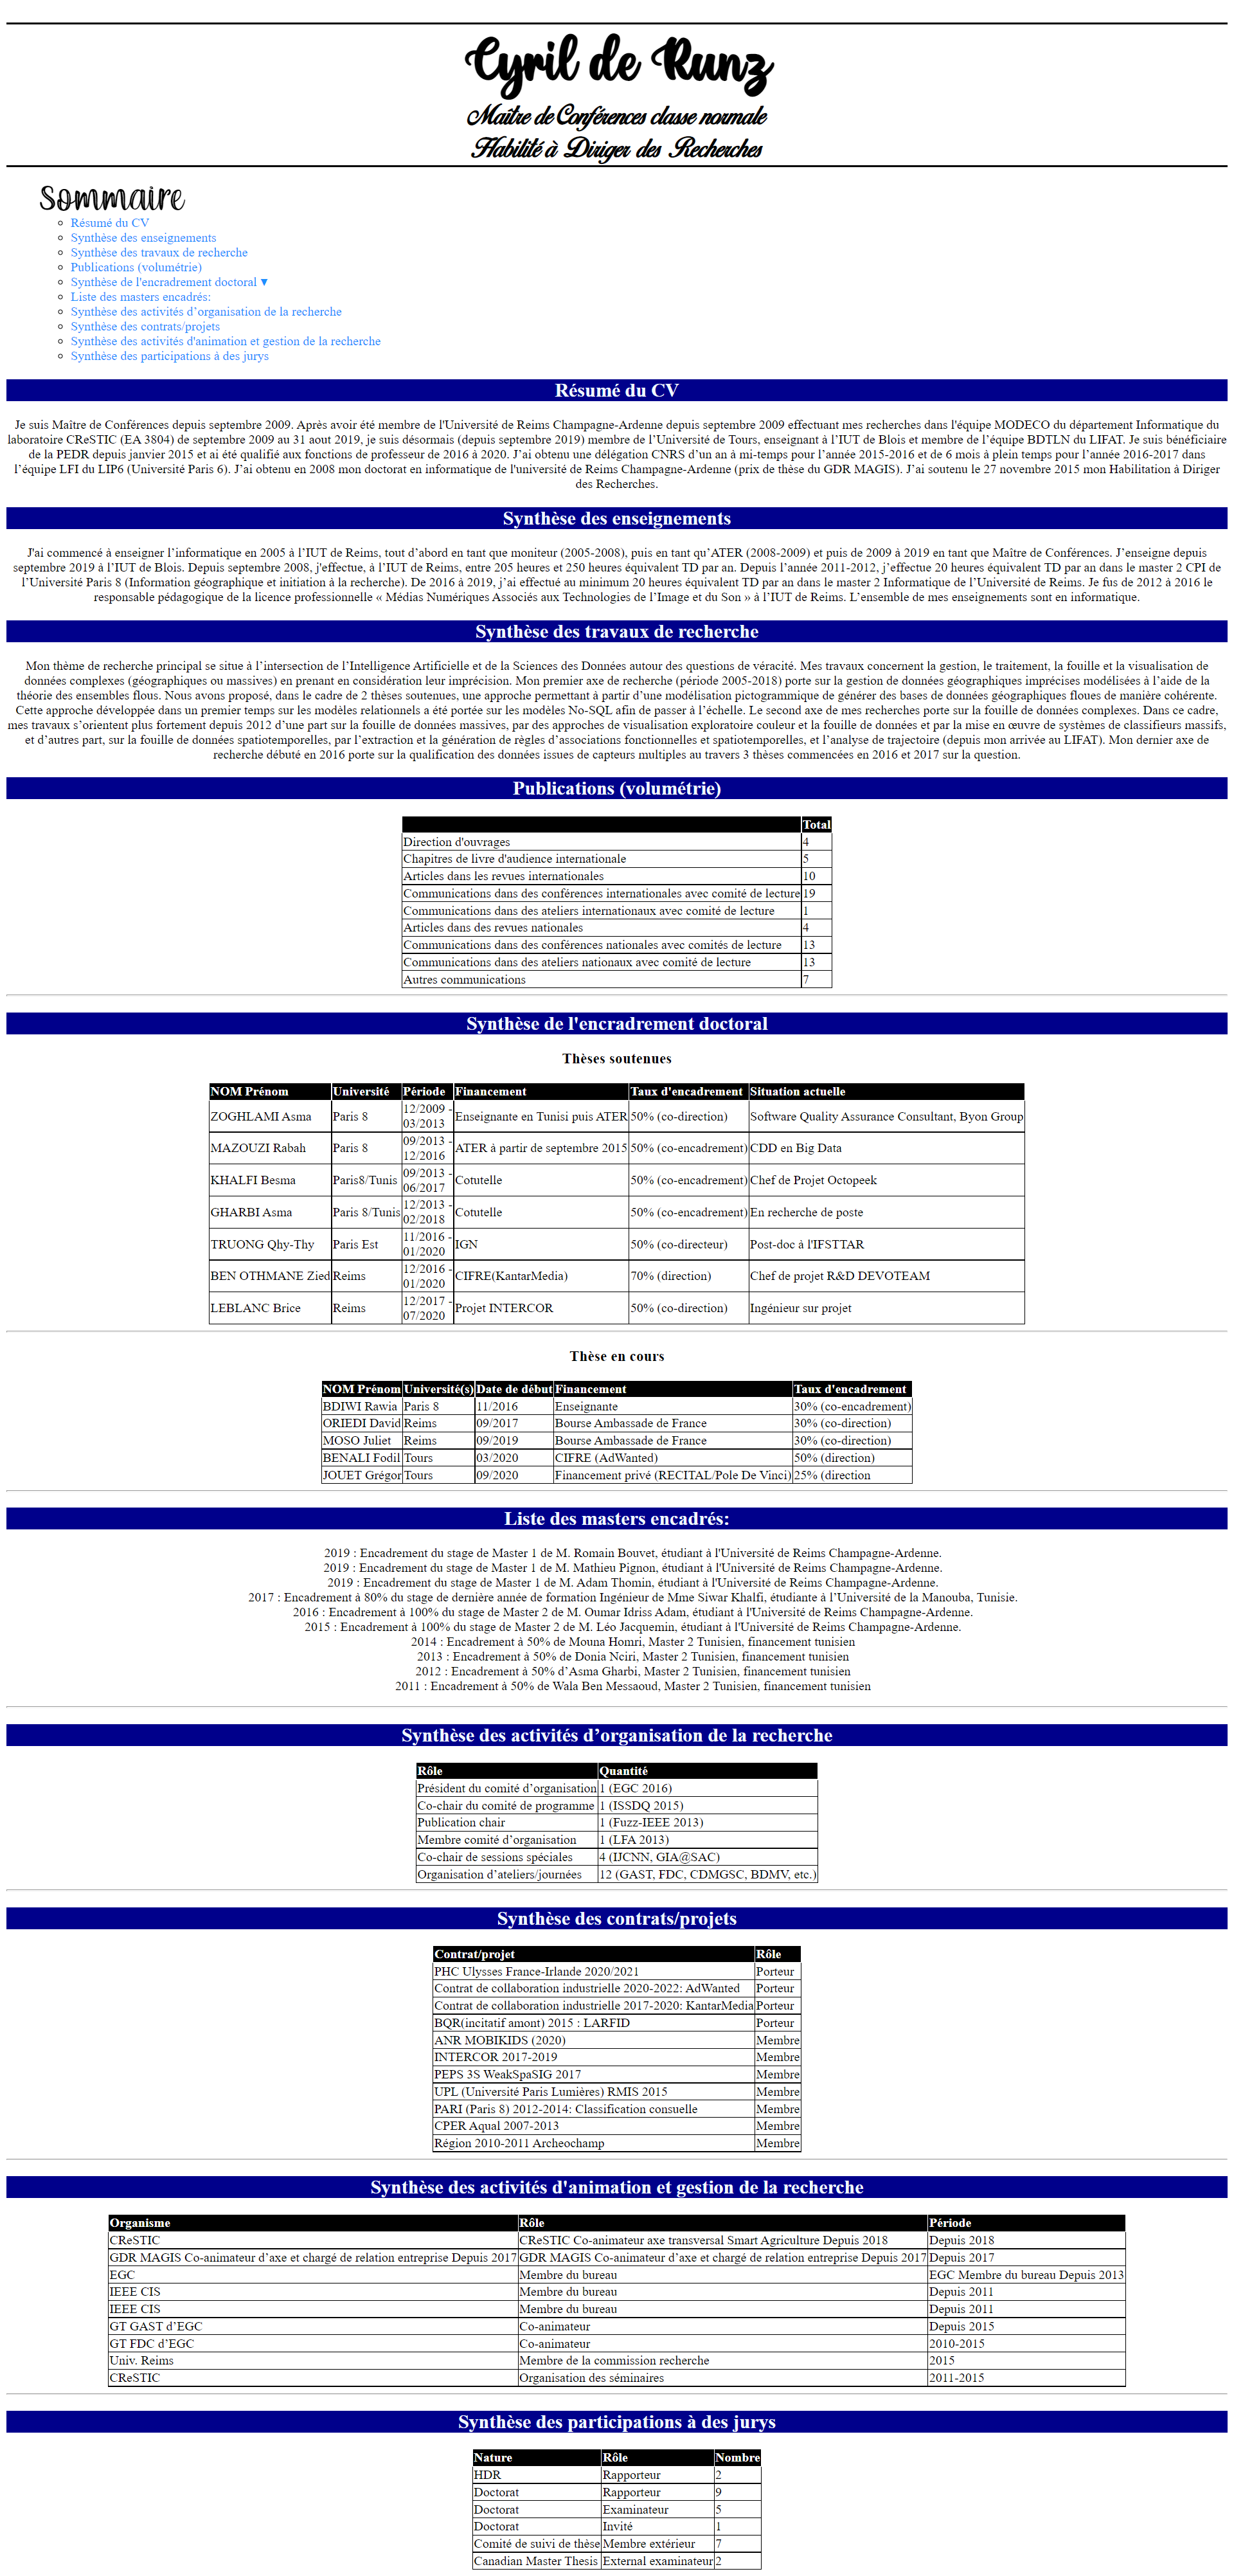 Cyril de Runz
Maître de Conférences classe normale
Habilité à Diriger des Recherches
Sommaire
Résumé du CV
Synthèse des enseignements
Synthèse des travaux de recherche
Publications (volumétrie)
Synthèse de l'encradrement doctoral ▼
Liste des masters encadrés:
Synthèse des activités d’organisation de la recherche
Synthèse des contrats/projets
Synthèse des activités d'animation et gestion de la recherche
Synthèse des participations à des jurys
Résumé du CV
Je suis Maître de Conférences depuis septembre 2009. Après avoir été membre de l'Université de Reims Champagne-Ardenne depuis septembre 2009 effectuant mes recherches dans l'équipe MODECO du département Informatique du
laboratoire CReSTIC (EA 3804) de septembre 2009 au 31 aout 2019, je suis désormais (depuis septembre 2019) membre de l’Université de Tours, enseignant à l’IUT de Blois et membre de l’équipe BDTLN du LIFAT. Je suis bénéficiaire
de la PEDR depuis janvier 2015 et ai été qualifié aux fonctions de professeur de 2016 à 2020. J’ai obtenu une délégation CNRS d’un an à mi-temps pour l’année 2015-2016 et de 6 mois à plein temps pour l’année 2016-2017 dans
l’équipe LFI du LIP6 (Université Paris 6). J’ai obtenu en 2008 mon doctorat en informatique de l'université de Reims Champagne-Ardenne (prix de thèse du GDR MAGIS). J’ai soutenu le 27 novembre 2015 mon Habilitation à Diriger
des Recherches.
Synthèse des enseignements
J'ai commencé à enseigner l’informatique en 2005 à l’IUT de Reims, tout d’abord en tant que moniteur (2005-2008), puis en tant qu’ATER (2008-2009) et puis de 2009 à 2019 en tant que Maître de Conférences. J’enseigne depuis
septembre 2019 à l’IUT de Blois. Depuis septembre 2008, j'effectue, à l’IUT de Reims, entre 205 heures et 250 heures équivalent TD par an. Depuis l’année 2011-2012, j’effectue 20 heures équivalent TD par an dans le master 2 CPI de
l’Université Paris 8 (Information géographique et initiation à la recherche). De 2016 à 2019, j’ai effectué au minimum 20 heures équivalent TD par an dans le master 2 Informatique de l’Université de Reims. Je fus de 2012 à 2016 le
responsable pédagogique de la licence professionnelle « Médias Numériques Associés aux Technologies de l’Image et du Son » à l’IUT de Reims. L’ensemble de mes enseignements sont en informatique.
Synthèse des travaux de recherche
Mon thème de recherche principal se situe à l’intersection de l’Intelligence Artificielle et de la Sciences des Données autour des questions de véracité. Mes travaux concernent la gestion, le traitement, la fouille et la visualisation de
données complexes (géographiques ou massives) en prenant en considération leur imprécision. Mon premier axe de recherche (période 2005-2018) porte sur la gestion de données géographiques imprécises modélisées à l’aide de la
théorie des ensembles flous. Nous avons proposé, dans le cadre de 2 thèses soutenues, une approche permettant à partir d’une modélisation pictogrammique de générer des bases de données géographiques floues de manière cohérente.
Cette approche développée dans un premier temps sur les modèles relationnels a été portée sur les modèles No-SQL afin de passer à l’échelle. Le second axe de mes recherches porte sur la fouille de données complexes. Dans ce cadre,
mes travaux s’orientent plus fortement depuis 2012 d’une part sur la fouille de données massives, par des approches de visualisation exploratoire couleur et la fouille de données et par la mise en œuvre de systèmes de classifieurs massifs,
et d’autres part, sur la fouille de données spatiotemporelles, par l’extraction et la génération de règles d’associations fonctionnelles et spatiotemporelles, et l’analyse de trajectoire (depuis mon arrivée au LIFAT). Mon dernier axe de
recherche débuté en 2016 porte sur la qualification des données issues de capteurs multiples au travers 3 thèses commencées en 2016 et 2017 sur la question.
Publications (volumétrie)
Total
Direction d'ouvrages 4
Chapitres de livre d'audience internationale 5
Articles dans les revues internationales 10
Communications dans des conférences internationales avec comité de lecture 19
Communications dans des ateliers internationaux avec comité de lecture 1
Articles dans des revues nationales 4
Communications dans des conférences nationales avec comités de lecture 13
Communications dans des ateliers nationaux avec comité de lecture 13
Autres communications 7
Synthèse de l'encradrement doctoral
Thèses soutenues
NOM Prénom Université Période Financement Taux d'encadrement Situation actuelle
ZOGHLAMI Asma Paris 8 12/2009 - 03/2013 Enseignante en Tunisi puis ATER 50% (co-direction) Software Quality Assurance Consultant, Byon Group
MAZOUZI Rabah Paris 8 09/2013 - 12/2016 ATER à partir de septembre 2015 50% (co-encadrement) CDD en Big Data
KHALFI Besma Paris8/Tunis 09/2013 - 06/2017 Cotutelle 50% (co-encadrement) Chef de Projet Octopeek
GHARBI Asma Paris 8/Tunis 12/2013 - 02/2018 Cotutelle 50% (co-encadrement) En recherche de poste
TRUONG Qhy-Thy Paris Est 11/2016 - 01/2020 IGN 50% (co-directeur) Post-doc à l'IFSTTAR
BEN OTHMANE Zied Reims 12/2016 - 01/2020 CIFRE(KantarMedia) 70% (direction) Chef de projet R&D DEVOTEAM
LEBLANC Brice Reims 12/2017 - 07/2020 Projet INTERCOR 50% (co-direction) Ingénieur sur projet
Thèse en cours
NOM Prénom Université(s) Date de début Financement Taux d'encadrement
BDIWI Rawia Paris 8 11/2016 Enseignante 30% (co-encadrement)
ORIEDI David Reims 09/2017 Bourse Ambassade de France 30% (co-direction)
MOSO Juliet Reims 09/2019 Bourse Ambassade de France 30% (co-direction)
BENALI Fodil Tours 03/2020 CIFRE (AdWanted) 50% (direction)
JOUET Grégor Tours 09/2020 Financement privé (RECITAL/Pole De Vinci) 25% (direction
Liste des masters encadrés:
2019 : Encadrement du stage de Master 1 de M. Romain Bouvet, étudiant à l'Université de Reims Champagne-Ardenne.
2019 : Encadrement du stage de Master 1 de M. Mathieu Pignon, étudiant à l'Université de Reims Champagne-Ardenne.
2019 : Encadrement du stage de Master 1 de M. Adam Thomin, étudiant à l'Université de Reims Champagne-Ardenne.
2017 : Encadrement à 80% du stage de dernière année de formation Ingénieur de Mme Siwar Khalfi, étudiante à l’Université de la Manouba, Tunisie.
2016 : Encadrement à 100% du stage de Master 2 de M. Oumar Idriss Adam, étudiant à l'Université de Reims Champagne-Ardenne.
2015 : Encadrement à 100% du stage de Master 2 de M. Léo Jacquemin, étudiant à l'Université de Reims Champagne-Ardenne.
2014 : Encadrement à 50% de Mouna Homri, Master 2 Tunisien, financement tunisien
2013 : Encadrement à 50% de Donia Nciri, Master 2 Tunisien, financement tunisien
2012 : Encadrement à 50% d’Asma Gharbi, Master 2 Tunisien, financement tunisien
2011 : Encadrement à 50% de Wala Ben Messaoud, Master 2 Tunisien, financement tunisien
Synthèse des activités d’organisation de la recherche
Rôle Quantité
Président du comité d’organisation 1 (EGC 2016)
Co-chair du comité de programme 1 (ISSDQ 2015)
Publication chair 1 (Fuzz-IEEE 2013)
Membre comité d’organisation 1 (LFA 2013)
Co-chair de sessions spéciales 4 (IJCNN, GIA@SAC)
Organisation d’ateliers/journées 12 (GAST, FDC, CDMGSC, BDMV, etc.)
Synthèse des contrats/projets
Contrat/projet Rôle
PHC Ulysses France-Irlande 2020/2021 Porteur
Contrat de collaboration industrielle 2020-2022: AdWanted Porteur
Contrat de collaboration industrielle 2017-2020: KantarMedia Porteur
BQR(incitatif amont) 2015 : LARFID Porteur
ANR MOBIKIDS (2020) Membre
INTERCOR 2017-2019 Membre
PEPS 3S WeakSpaSIG 2017 Membre
UPL (Université Paris Lumières) RMIS 2015 Membre
PARI (Paris 8) 2012-2014: Classification consuelle Membre
CPER Aqual 2007-2013 Membre
Région 2010-2011 Archeochamp Membre
Synthèse des activités d'animation et gestion de la recherche
Organisme Rôle Période
CReSTIC CReSTIC Co-animateur axe transversal Smart Agriculture Depuis 2018 Depuis 2018
GDR MAGIS Co-animateur d’axe et chargé de relation entreprise Depuis 2017 GDR MAGIS Co-animateur d’axe et chargé de relation entreprise Depuis 2017 Depuis 2017
EGC Membre du bureau EGC Membre du bureau Depuis 2013
IEEE CIS Membre du bureau Depuis 2011
IEEE CIS Membre du bureau Depuis 2011
GT GAST d’EGC Co-animateur Depuis 2015
GT FDC d’EGC Co-animateur 2010-2015
Univ. Reims Membre de la commission recherche 2015
CReSTIC Organisation des séminaires 2011-2015
Synthèse des participations à des jurys
Nature Rôle Nombre
HDR Rapporteur 2
Doctorat Rapporteur 9
Doctorat Examinateur 5
Doctorat Invité 1
Comité de suivi de thèse Membre extérieur 7
Canadian Master Thesis External examinateur 2